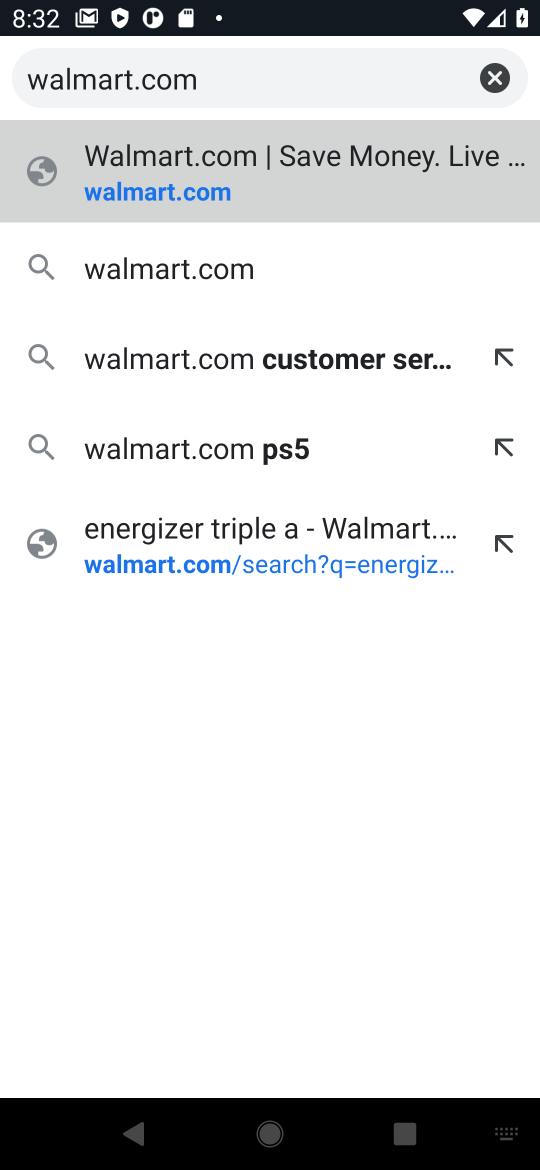 8:32
walmart.com
Walmart.com | Save Money. Live …
walmart.com
walmart.com
walmart.com customer ser…
walmart.com ps5
energizer triple a - Walmart.…
walmart.com/search?q=energiz…